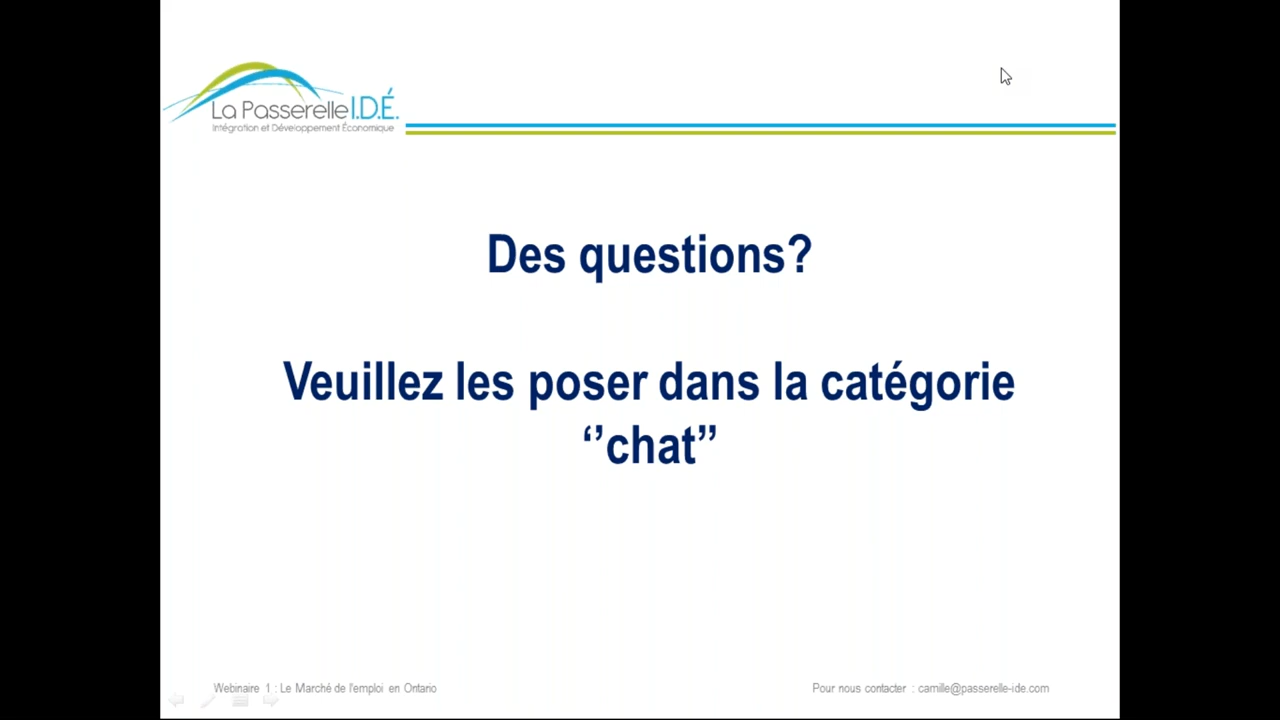 La Passerelle I.D.É.
Intégration et Développement Économique
Des questions?
Veuillez les poser dans la catégorie
‘’chat’’
Webinaire 1 : Le Marché de l'emploi en Ontario
Pour nous contacter : camille@passerelle-ide.com